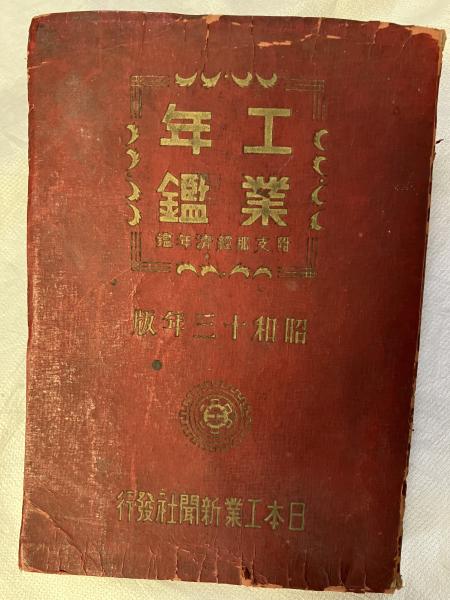 工業
年鑑
附支那經濟年鑑
昭和十三年版
日本工業新聞社發行